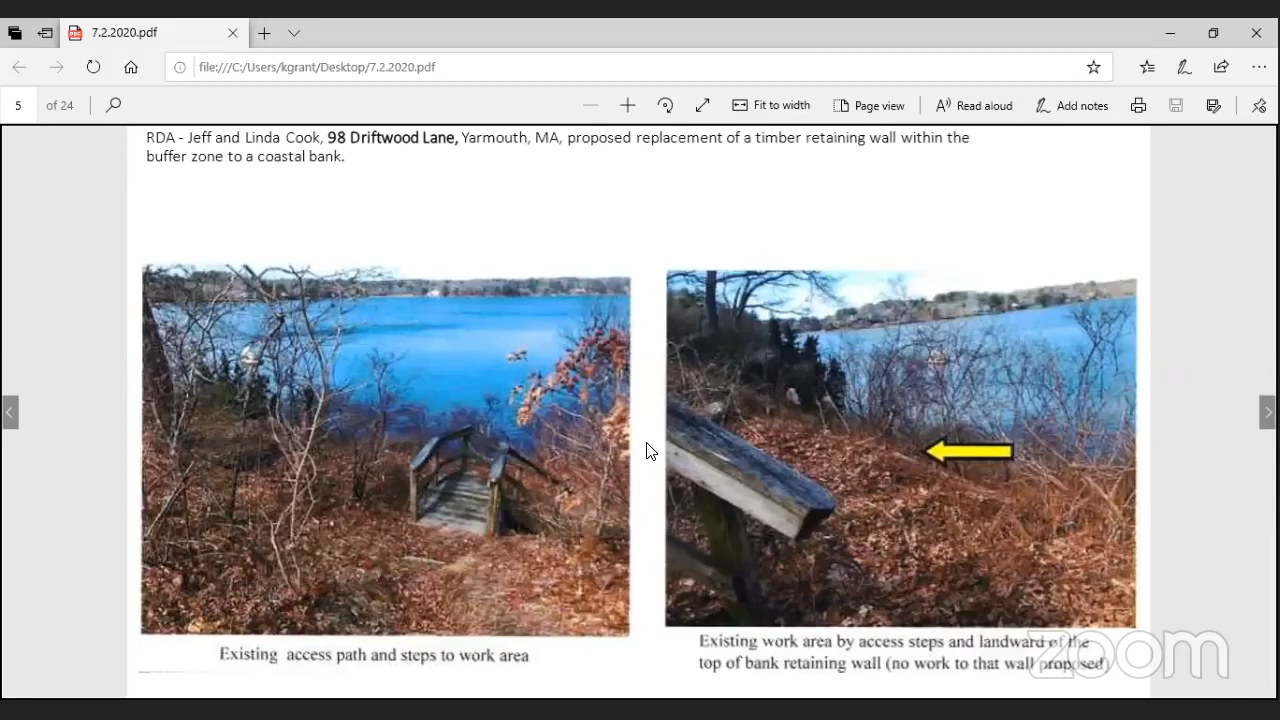 7.2.2020.pdf
file:///C:/Users/kgrant/Desktop/7.2.2020.pdf
5 of 24
Fit to width
Page view
Read aloud
Add notes
RDA - Jeff and Linda Cook, 98 Driftwood Lane, Yarmouth, MA, proposed replacement of a timber retaining wall within the
buffer zone to a coastal bank.
Existing access path and steps to work area
Existing work area by access steps and landward of the
top of bank retaining wall (no work to that wall proposed)
zoom